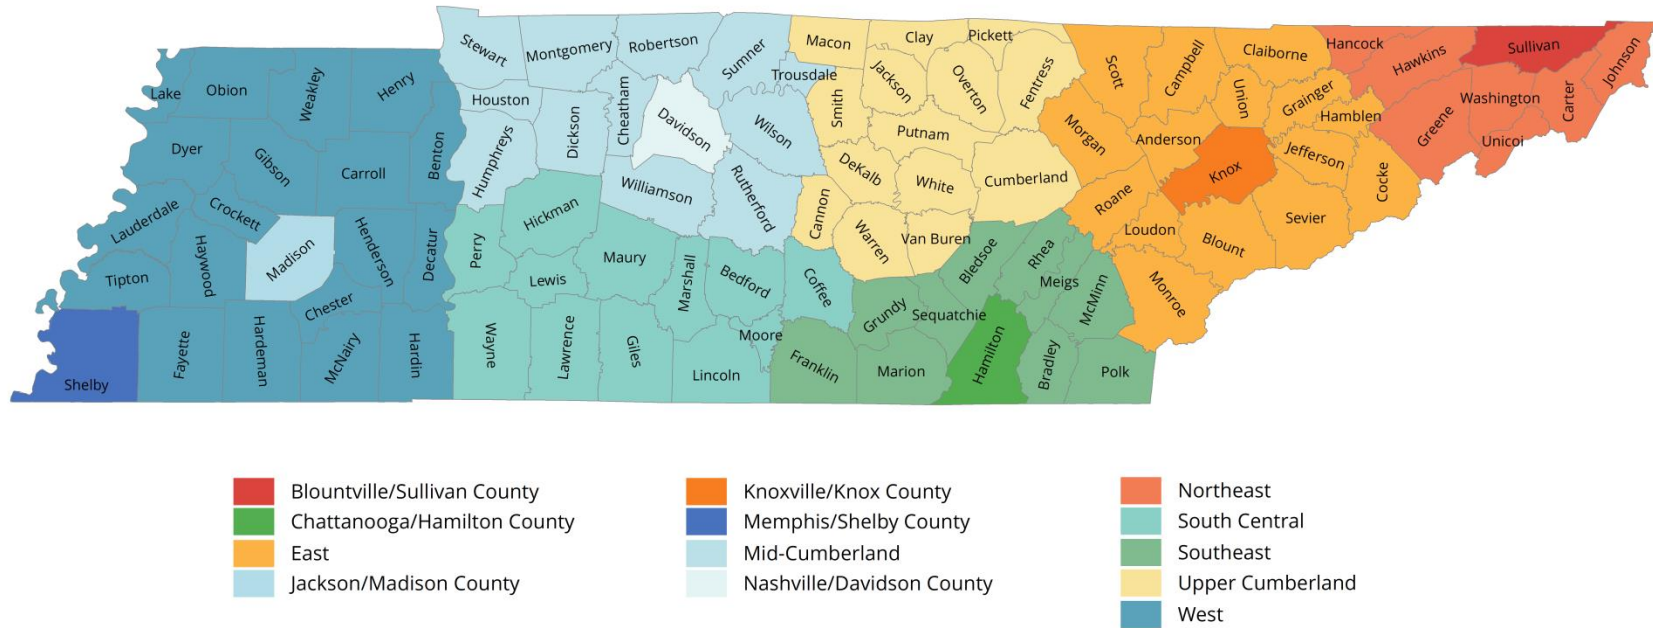 Stewart
Montgomery
Robertson
Sumner
Macon
Clay
Pickett
Trousdale
Jackson
Overton
Fentress
Scott
Campbell
Claiborne
Hancock
Hawkins
Sullivan
Johnson
Lake
Obion
Weakley
Henry
Houston
Cheatham
Davidson
Wilson
Smith
Putnam
Morgan
Anderson
Union
Grainger
Hamblen
Greene
Washington
Carter
Unicoi
Dyer
Gibson
Carroll
Benton
Humphreys
Dickson
Williamson
Rutherford
DeKalb
White
Cumberland
Roane
Knox
Jefferson
Cocke
Lauderdale
Crockett
Madison
Henderson
Decatur
Perry
Hickman
Maury
Cannon
Warren
Van Buren
Bledsoe
Rhea
Loudon
Blount
Sevier
Tipton
Haywood
Chester
Lewis
Marshall
Bedford
Coffee
Grundy
Sequatchie
Meigs
McMinn
Monroe
Shelby
Fayette
Hardeman
McNairy
Hardin
Wayne
Lawrence
Giles
Lincoln
Moore
Franklin
Marion
Hamilton
Bradley
Polk
Blountville/Sullivan County
Chattanooga/Hamilton County
East
Jackson/Madison County
Knoxville/Knox County
Memphis/Shelby County
Mid-Cumberland
Nashville/Davidson County
Northeast
South Central
Southeast
Upper Cumberland
West